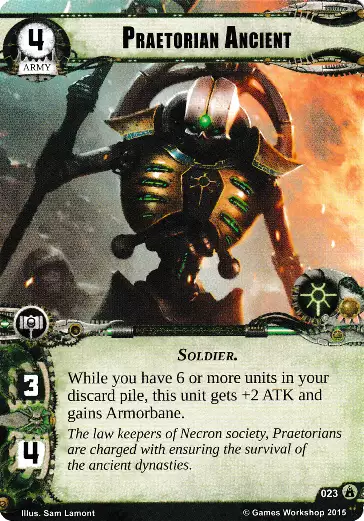 4
ARMY
PRAETORIAN ANCIENT
SOLDIER.
3
While you have 6 or more units in your
discard pile, this unit gets +2 ATK and
gains Armorbane.
4
The law keepers of Necron society, Praetorians
are charged with ensuring the survival of
the ancient dynasties.
023
Illus. Sam Lamont
© Games Workshop 2015